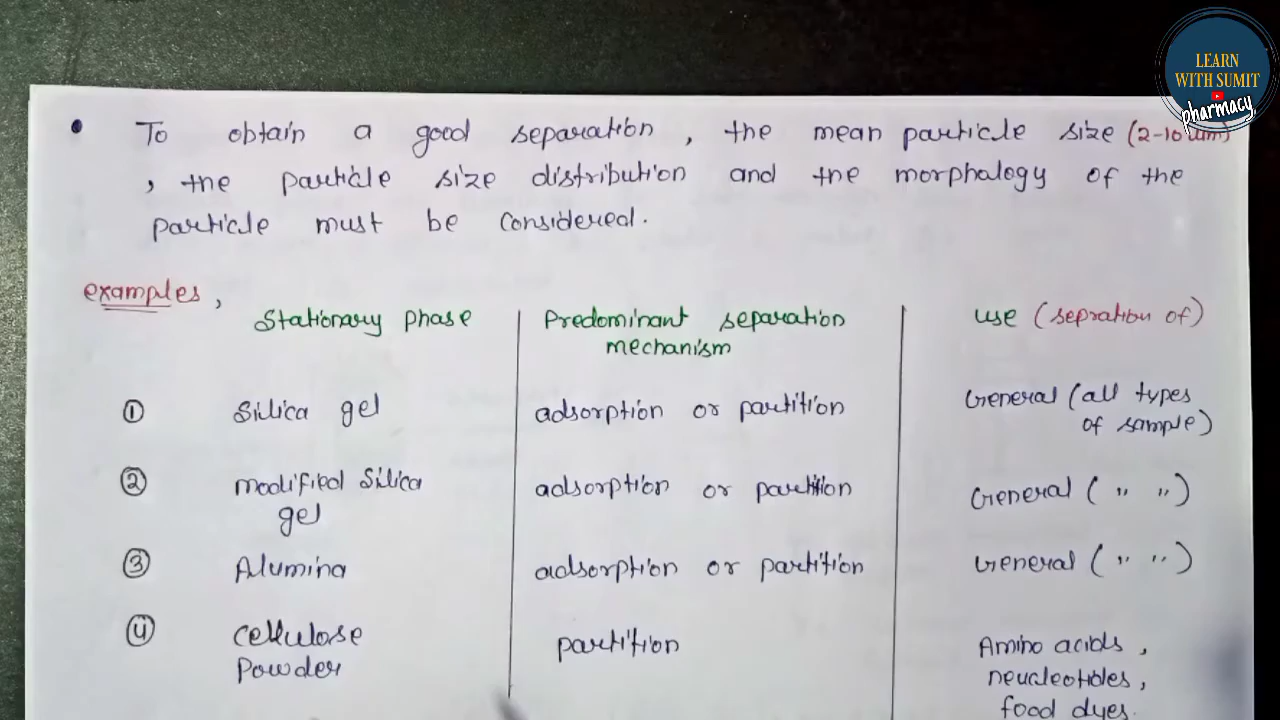 LEARN
WITH SUMIT
pharmacy
• To obtain a good separation, the mean particle size (2-10 um)
, the particle size distribution and the morphology of the
particle must be considered.
examples,
Stationary phase | Predominant separation mechanism | use (sepration of)
① Silica gel | adsorption or partition | General (all types of sample)
② modified Silica gel | adsorption or partition | General ( " " )
③ Alumina | adsorption or partition | General ( " " )
④ cellulose Powder | partition | Amino acids, neucleotides, food dyes.